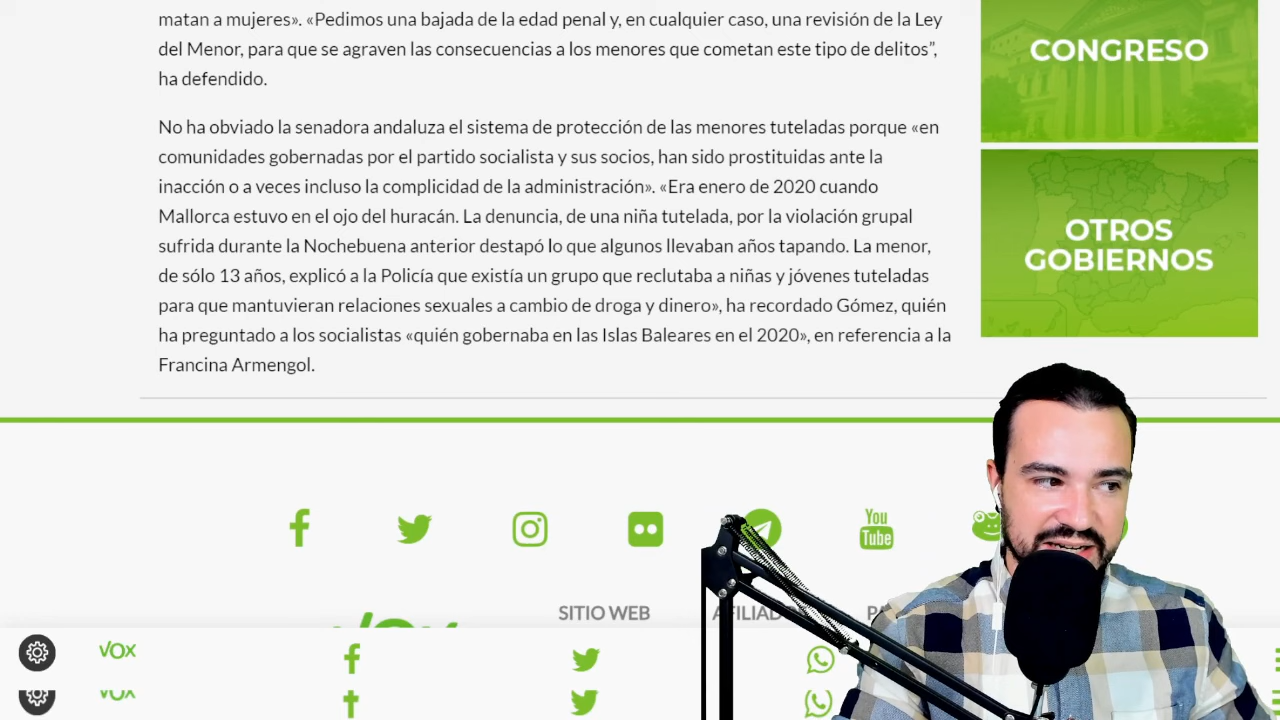 matan a mujeres». «Pedimos una bajada de la edad penal y, en cualquier caso, una revisión de la Ley
del Menor, para que se agraven las consecuencias a los menores que cometan este tipo de delitos”,
ha defendido.
No ha obviado la senadora andaluza el sistema de protección de las menores tuteladas porque «en
comunidades gobernadas por el partido socialista y sus socios, han sido prostituidas ante la
inacción o a veces incluso la complicidad de la administración». «Era enero de 2020 cuando
Mallorca estuvo en el ojo del huracán. La denuncia, de una niña tutelada, por la violación grupal
sufrida durante la Nochebuena anterior destapó lo que algunos llevaban años tapando. La menor,
de sólo 13 años, explicó a la Policía que existía un grupo que reclutaba a niñas y jóvenes tuteladas
para que mantuvieran relaciones sexuales a cambio de droga y dinero», ha recordado Gómez, quién
ha preguntado a los socialistas «quién gobernaba en las Islas Baleares en el 2020», en referencia a la
Francina Armengol.
CONGRESO
OTROS
GOBIERNOS
You
Tube
SITIO WEB
VOX
VOX